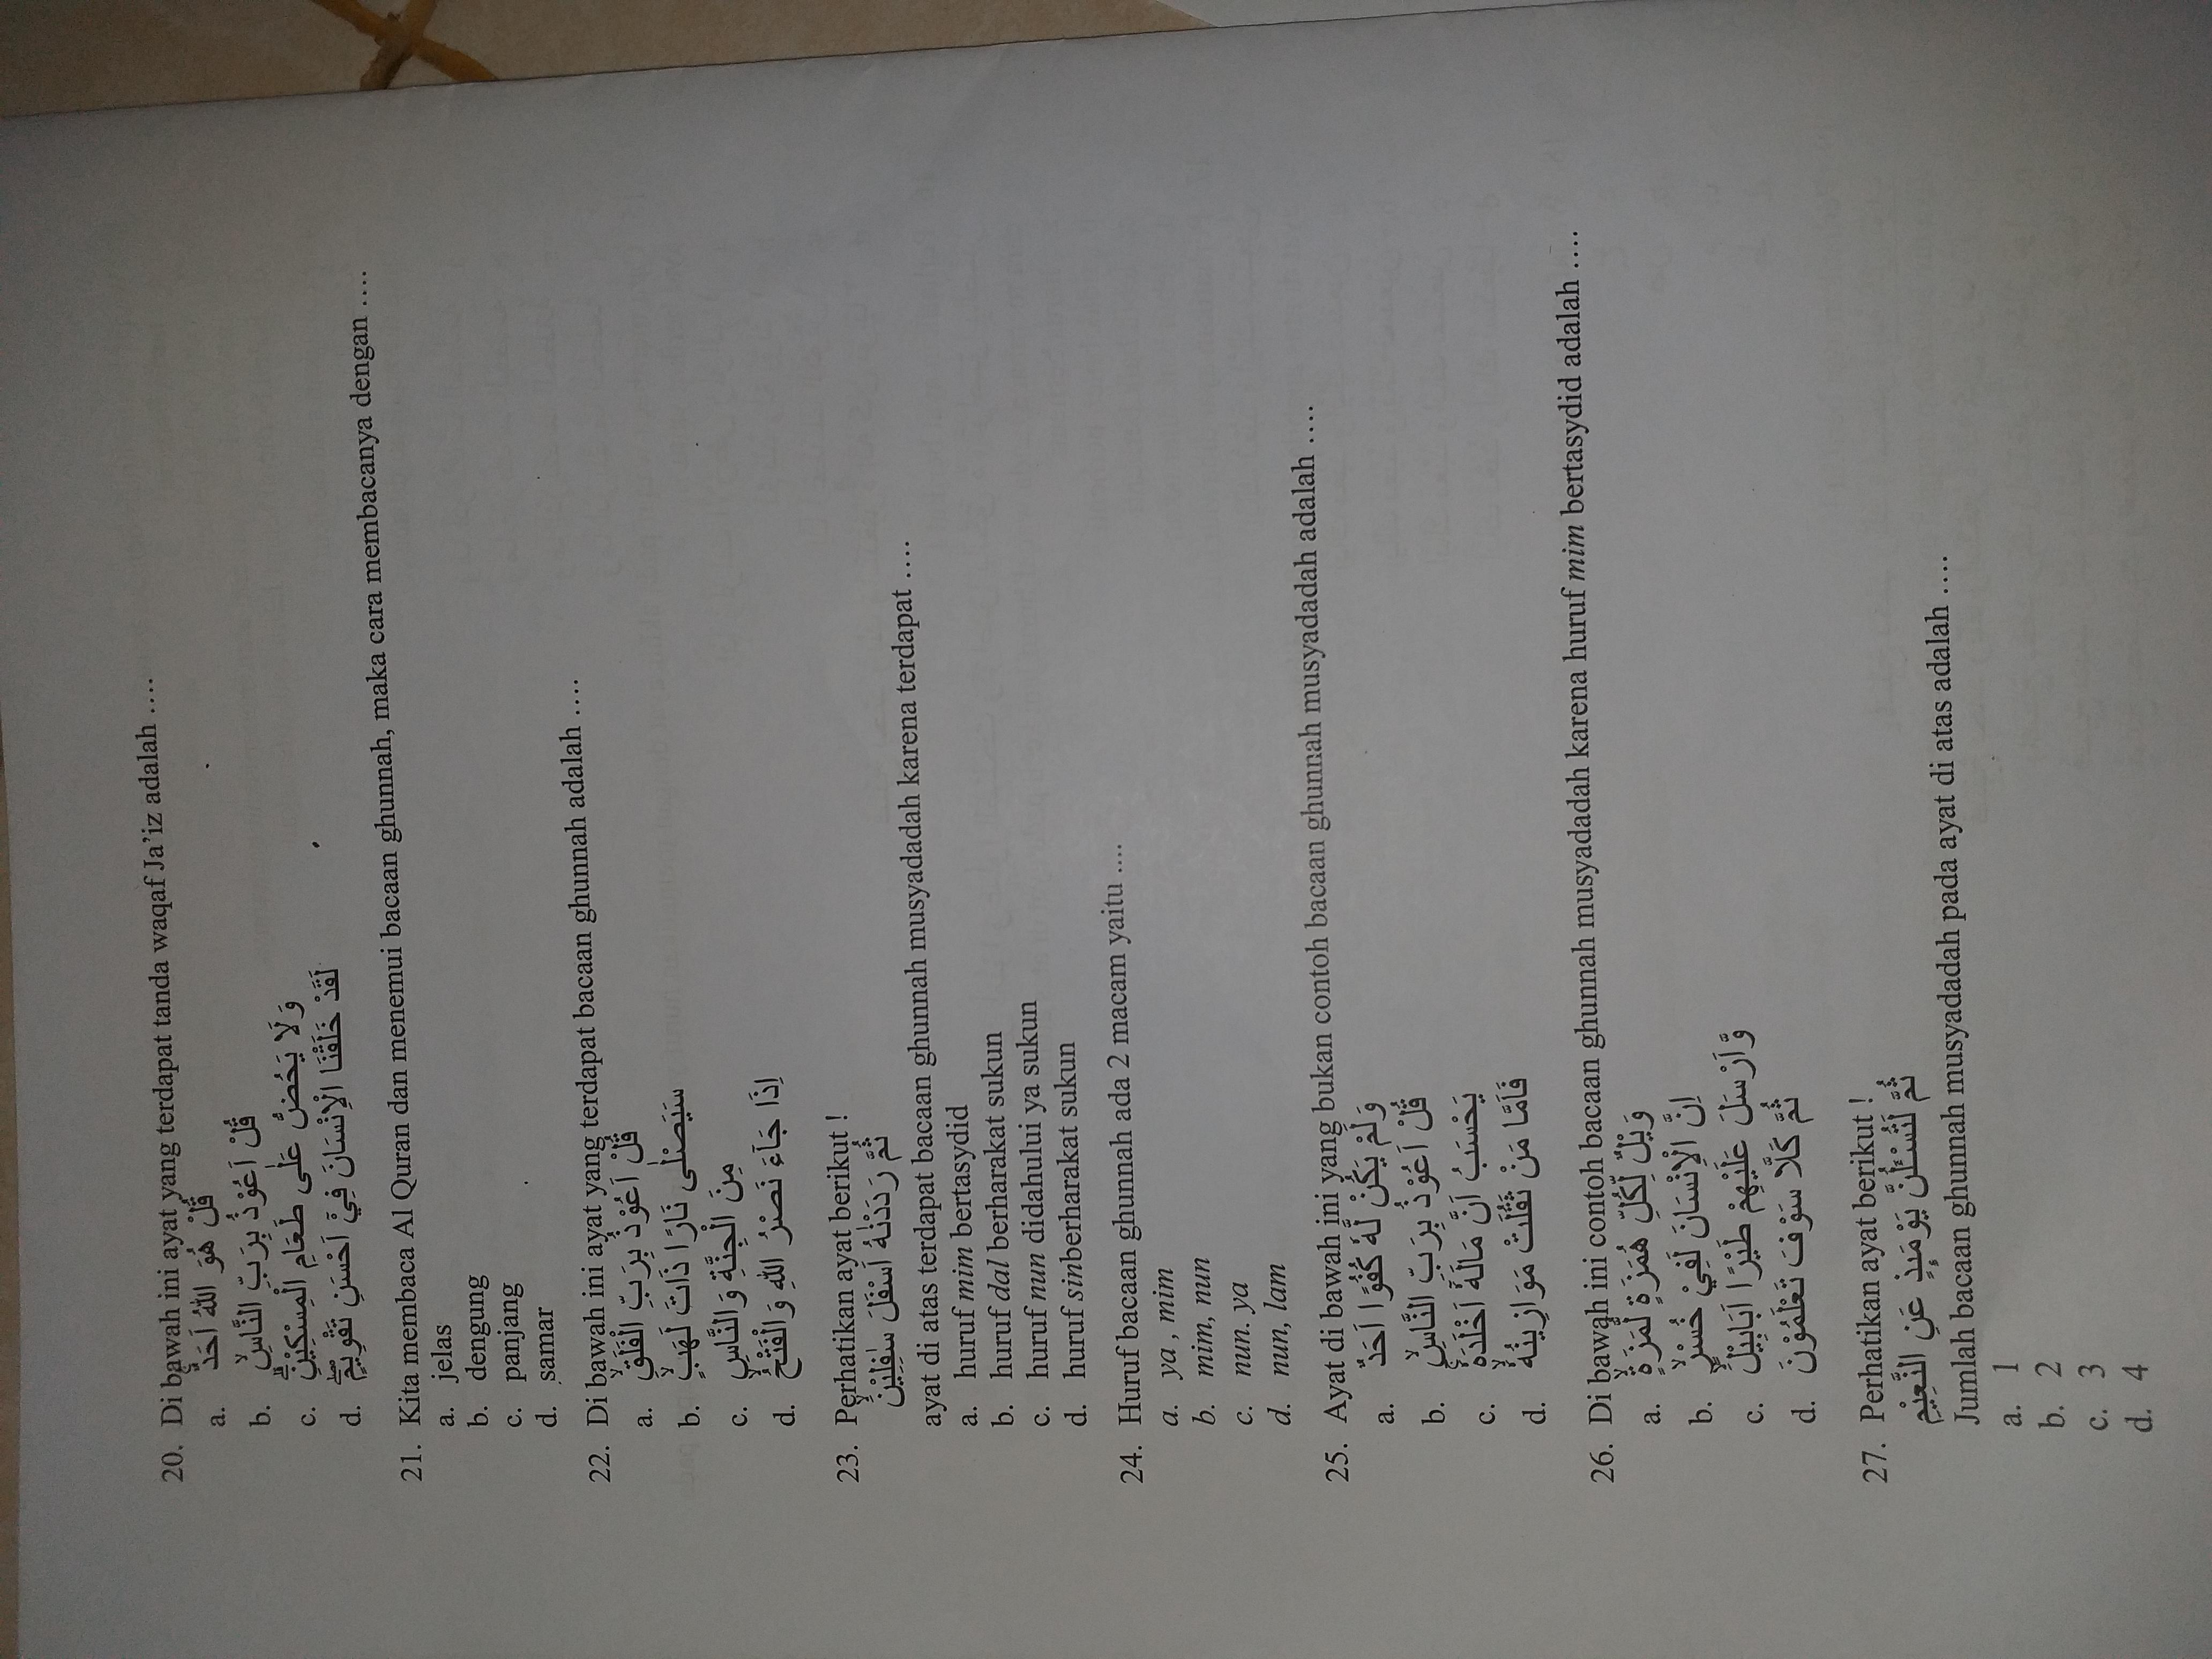 20. Di bawah ini ayat yang terdapat tanda waqaf Ja’iz adalah ….
a. قُلْ هُوَ اللهُ اَحَدٌۚ
b. قُلْ اَعُوْذُ بِرَبِّ النَّاسِۙ
c. وَلَا يَحُضُّ عَلٰى طَعَامِ الْمِسْكِيْنِۗ
d. لَقَدْ خَلَقْنَا الْاِنْسَانَ فِيْٓ اَحْسَنِ تَقْوِيْمٍۖ
21. Kita membaca Al Quran dan menemui bacaan ghunnah, maka cara membacanya dengan ….
a. jelas
b. dengung
c. panjang
d. samar
22. Di bawah ini ayat yang terdapat bacaan ghunnah adalah ….
a. قُلْ اَعُوْذُ بِرَبِّ الْفَلَقِۙ
b. سَيَصْلٰى نَارًا ذَاتَ لَهَبٍۙ
c. مِنَ الْجِنَّةِ وَالنَّاسِ
d. اِذَا جَاۤءَ نَصْرُ اللهِ وَالْفَتْحُۙ
23. Perhatikan ayat berikut !
ثُمَّ رَدَدْنٰهُ اَسْفَلَ سٰفِلِيْنَۙ
ayat di atas terdapat bacaan ghunnah musyadadah karena terdapat ….
a. huruf mim bertasydid
b. huruf dal berharakat sukun
c. huruf nun didahului ya sukun
d. huruf sinberharakat sukun
24. Huruf bacaan ghunnah ada 2 macam yaitu ….
a. ya , mim
b. mim, nun
c. nun. ya
d. nun, lam
25. Ayat di bawah ini yang bukan contoh bacaan ghunnah musyadadah adalah ….
a. وَلَمْ يَكُنْ لَّهٗ كُفُوًا اَحَدٌ
b. قُلْ اَعُوْذُ بِرَبِّ النَّاسِۙ
c. يَحْسَبُ اَنَّ مَالَهٗٓ اَخْلَدَهٗۚ
d. فَاَمَّا مَنْ ثَقُلَتْ مَوَازِينُهٗۙ
26. Di bawah ini contoh bacaan ghunnah musyadadah karena huruf mim bertasydid adalah ….
a. وَيْلٌ لِّكُلِّ هُمَزَةٍ لُّمَزَةٍۙ
b. اِنَّ الْاِنْسَانَ لَفِيْ خُسْرٍۙ
c. وَّاَرْسَلَ عَلَيْهِمْ طَيْرًا اَبَابِيْلَۙ
d. ثُمَّ كَلَّا سَوْفَ تَعْلَمُوْنَ
27. Perhatikan ayat berikut !
ثُمَّ لَتُسْـَٔلُنَّ يَوْمَىِٕذٍ عَنِ النَّعِيْمِ
Jumlah bacaan ghunnah musyadadah pada ayat di atas adalah ….
a. 1
b. 2
c. 3
d. 4